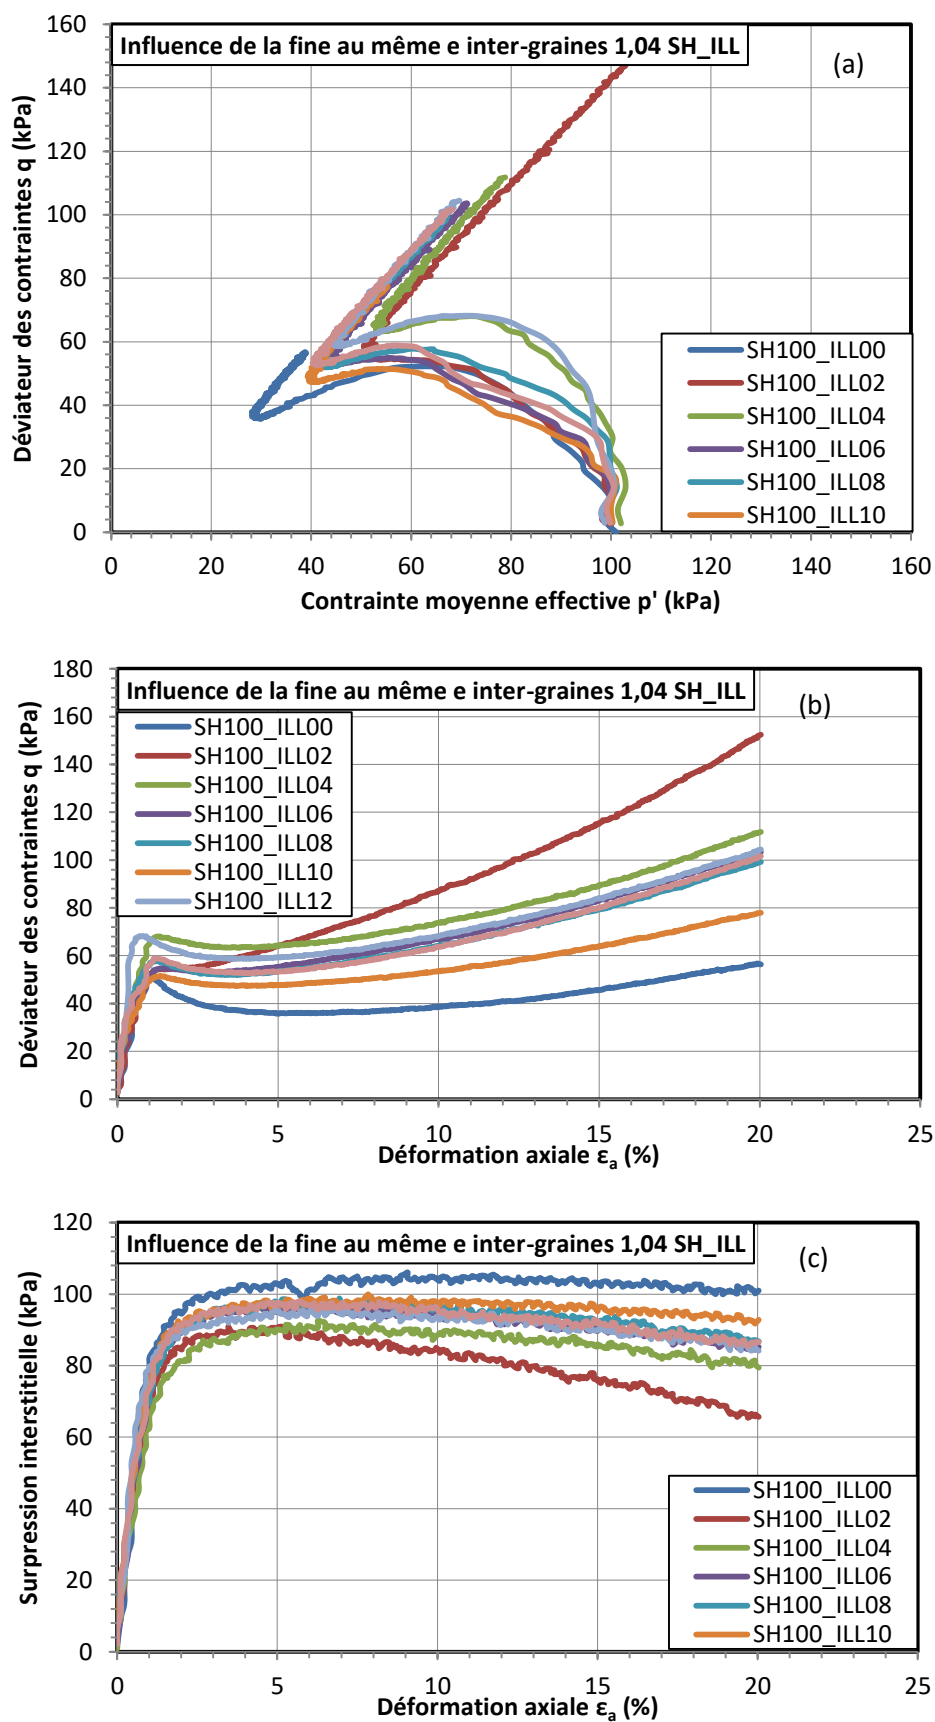 160
Influence de la fine au même e inter-graines 1,04 SH_ILL
(a)
140
120
100
80
60
40
20
0
Déviateur des contraintes q (kPa)
SH100_ILL00
SH100_ILL02
SH100_ILL04
SH100_ILL06
SH100_ILL08
SH100_ILL10
0 20 40 60 80 100 120 140 160
Contrainte moyenne effective p' (kPa)
180
Influence de la fine au même e inter-graines 1,04 SH_ILL
(b)
160
140
120
100
80
60
40
20
0
Déviateur des contraintes q (kPa)
SH100_ILL00
SH100_ILL02
SH100_ILL04
SH100_ILL06
SH100_ILL08
SH100_ILL10
SH100_ILL12
0 5 10 15 20 25
Déformation axiale εa (%)
120
Influence de la fine au même e inter-graines 1,04 SH_ILL
(c)
100
80
60
40
20
0
Surpression interstitielle (kPa)
SH100_ILL00
SH100_ILL02
SH100_ILL04
SH100_ILL06
SH100_ILL08
SH100_ILL10
0 5 10 15 20 25
Déformation axiale εa (%)